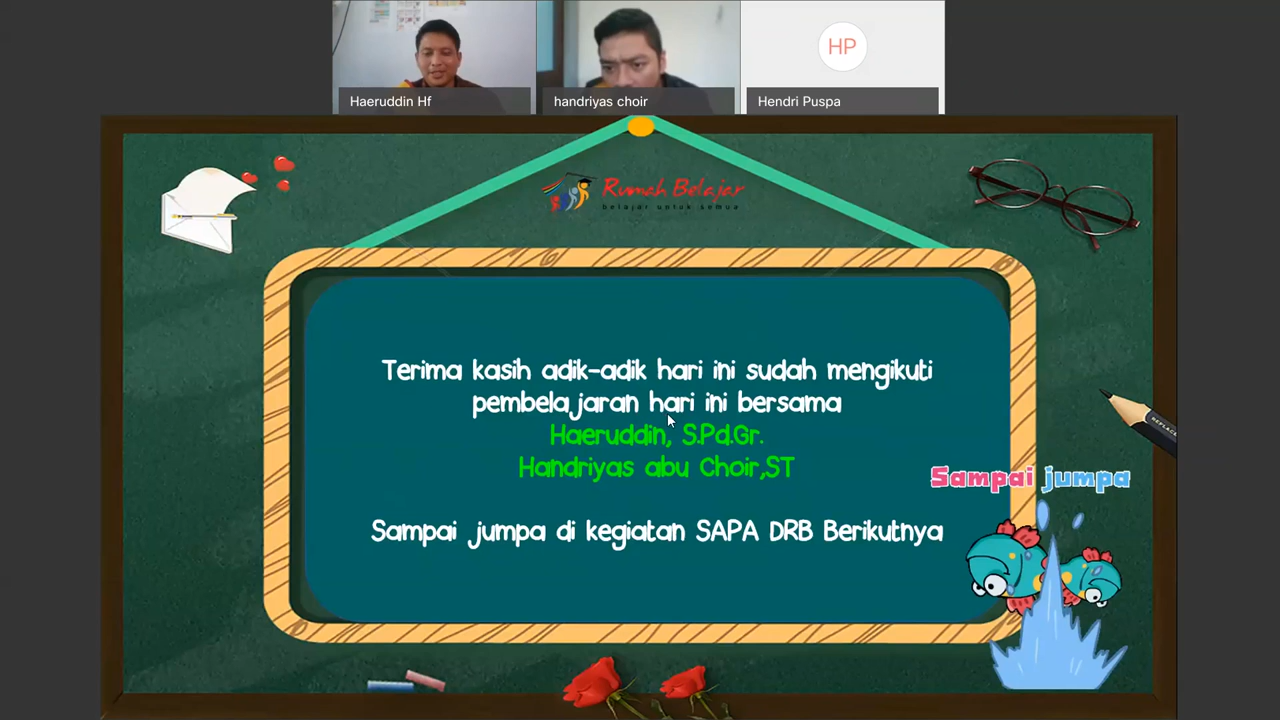 HP
Haeruddin Hf
handriyas choir
Hendri Puspa
Rumah Belajar
belajar untuk semua
Terima kasih adik-adik hari ini sudah mengikuti
pembelajaran hari ini bersama
Haeruddin, S.Pd.Gr.
Handriyas abu Choir,ST
Sampai jumpa
Sampai jumpa di kegiatan SAPA DRB Berikutnya
REPLACE